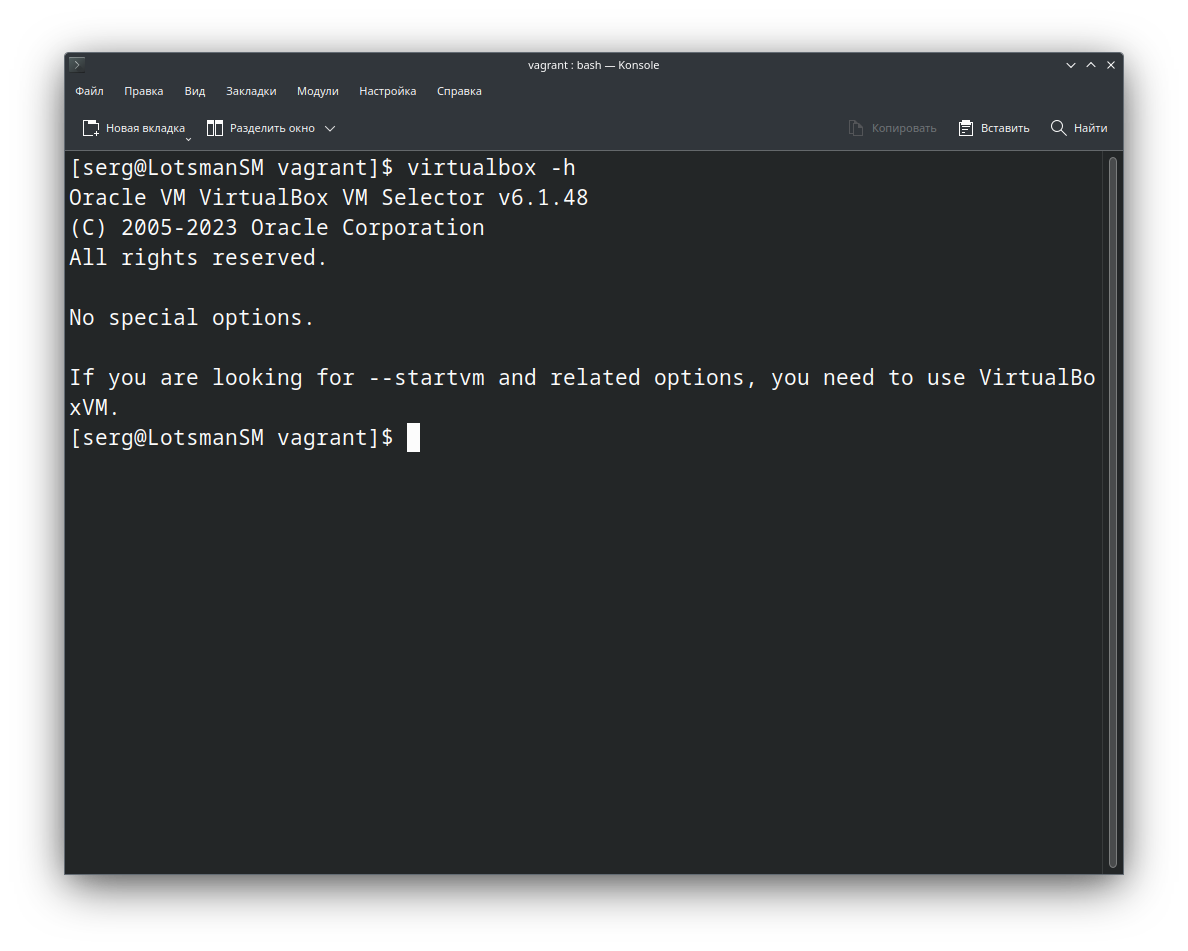 vagrant : bash — Konsole
Файл Правка Вид Закладки Модули Настройка Справка
Новая вкладка Разделить окно Копировать Вставить Найти
[serg@LotsmanSM vagrant]$ virtualbox -h
Oracle VM VirtualBox VM Selector v6.1.48
(C) 2005-2023 Oracle Corporation
All rights reserved.
No special options.
If you are looking for --startvm and related options, you need to use VirtualBo
xVM.
[serg@LotsmanSM vagrant]$